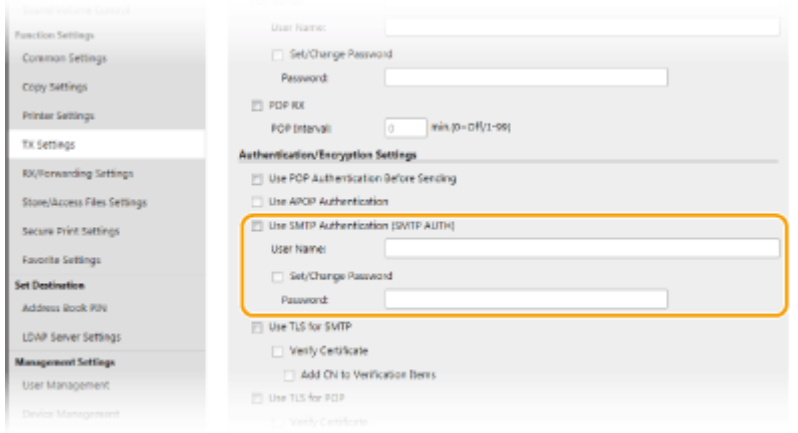 Function Settings
Common Settings
Copy Settings
Printer Settings
TX Settings
RX/Forwarding Settings
Store/Access Files Settings
Secure Print Settings
Favorite Settings
Set Destination
Address Book PIN
LDAP Server Settings
Management Settings
User Management
Device Management
User Name:
Set/Change Password
Password:
POP RX
POP Interval: 0 min.(0=Off/1-99)
Authentication/Encryption Settings
Use POP Authentication Before Sending
Use APOP Authentication
Use SMTP Authentication (SMTP AUTH)
User Name:
Set/Change Password
Password:
Use TLS for SMTP
Verify Certificate
Add CN to Verification Items
Use TLS for POP
Verify Certificate